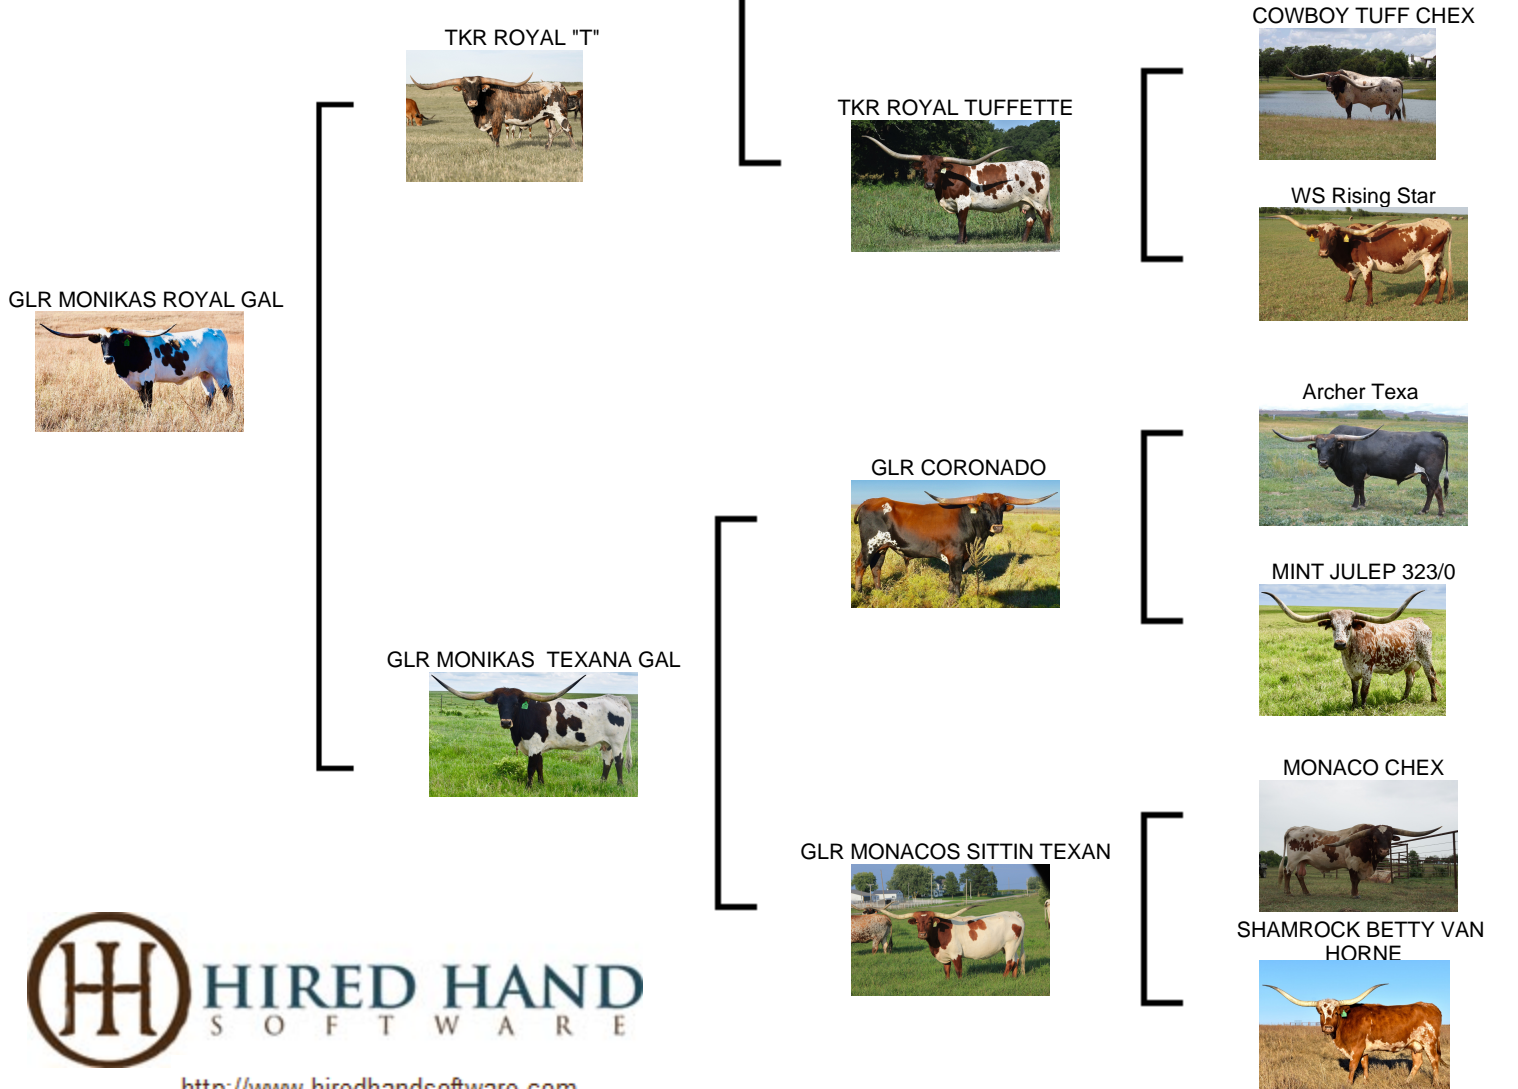 COWBOY TUFF CHEX
TKR ROYAL "T"
TKR ROYAL TUFFETTE
WS Rising Star
GLR MONIKAS ROYAL GAL
Archer Texa
GLR CORONADO
MINT JULEP 323/0
GLR MONIKAS  TEXANA GAL
MONACO CHEX
GLR MONACOS SITTIN TEXAN
SHAMROCK BETTY VAN
HORNE
HIRED HAND
SOFTWARE
http://www.hiredhandsoftware.com